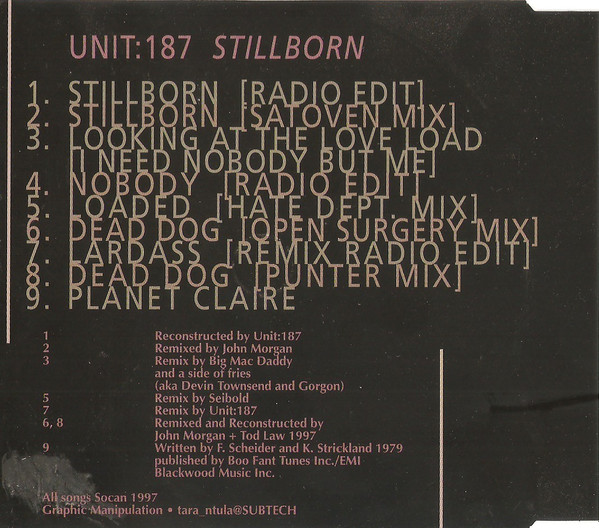 UNIT:187 STILLBORN
1. STILLBORN [RADIO EDIT]
2. STILLBORN [SATOVEN MIX]
3. LOOKING AT THE LOVE LOAD
[I NEED NOBODY BUT ME]
4. NOBODY [RADIO EDIT]
5. LOADED [HATE DEPT. MIX]
6. DEAD DOG [OPEN SURGERY MIX]
7. LARDASS [REMIX RADIO EDIT]
8. DEAD DOG [PUNTER MIX]
9. PLANET CLAIRE
1 Reconstructed by Unit:187
2 Remixed by John Morgan
3 Remix by Big Mac Daddy
and a side of fries
(aka Devin Townsend and Gorgon)
5 Remix by Seibold
7 Remix by Unit:187
6, 8 Remixed and Reconstructed by
John Morgan + Tod Law 1997
9 Written by F. Scheider and K. Strickland 1979
published by Boo Fant Tunes Inc./EMI
Blackwood Music Inc.
All songs Socan 1997
Graphic Manipulation • tara_ntula@SUBTECH